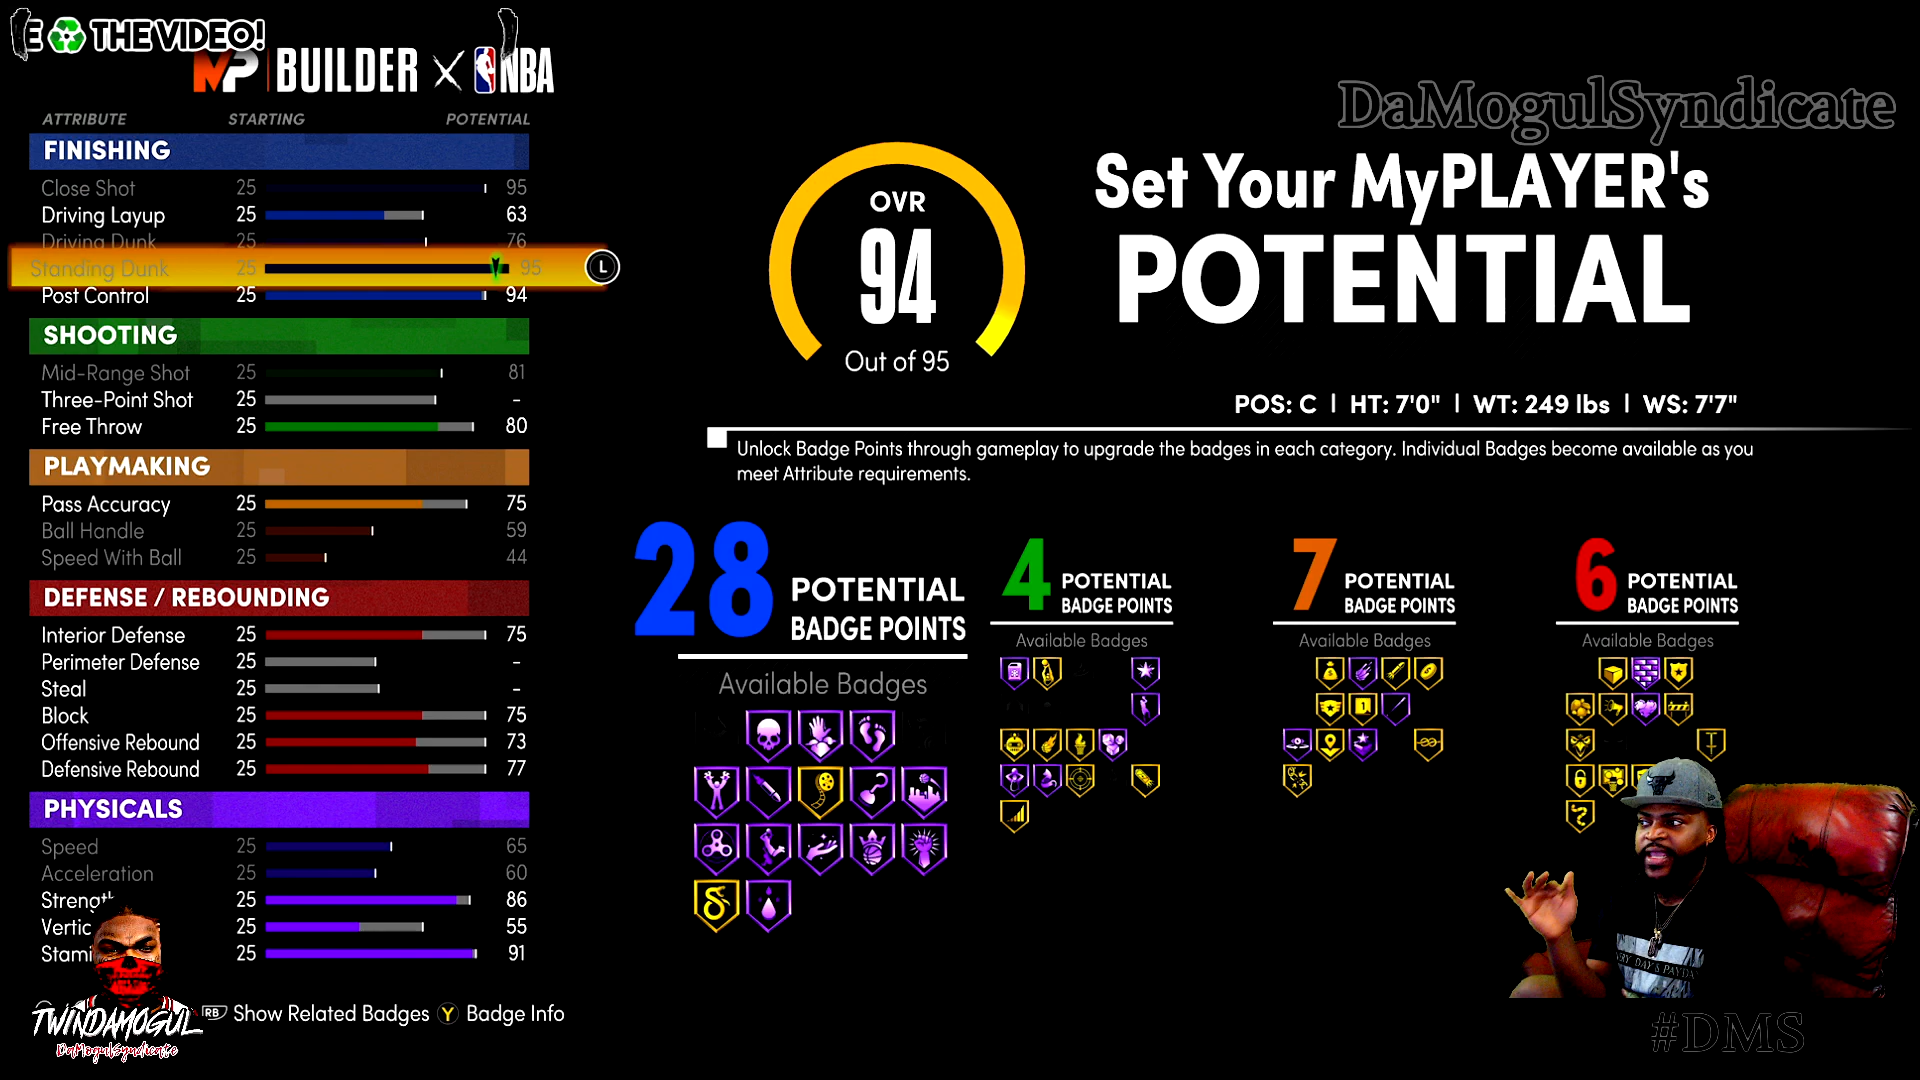 E THE VIDEO!
MP | BUILDER X NBA
DaMogulSyndicate
ATTRIBUTE STARTING POTENTIAL
FINISHING
Close Shot 25 95
Driving Layup 25 63
Driving Dunk 25 76
Standing Dunk 25 95 L
Post Control 25 94
SHOOTING
Mid-Range Shot 25 81
Three-Point Shot 25 -
Free Throw 25 80
PLAYMAKING
Pass Accuracy 25 75
Ball Handle 25 59
Speed With Ball 25 44
DEFENSE / REBOUNDING
Interior Defense 25 75
Perimeter Defense 25 -
Steal 25 -
Block 25 75
Offensive Rebound 25 73
Defensive Rebound 25 77
PHYSICALS
Speed 25 65
Acceleration 25 60
Strength 25 86
Vertic 25 55
Stami 25 91
RB Show Related Badges Y Badge Info
TWINDAMOGUL
DaMogulSyndicate
OVR
94
Out of 95
Set Your MyPLAYER's
POTENTIAL
POS: C | HT: 7'0" | WT: 249 lbs | WS: 7'7"
Unlock Badge Points through gameplay to upgrade the badges in each category. Individual Badges become available as you
meet Attribute requirements.
28 POTENTIAL
BADGE POINTS
Available Badges
4 POTENTIAL
BADGE POINTS
Available Badges
7 POTENTIAL
BADGE POINTS
Available Badges
6 POTENTIAL
BADGE POINTS
Available Badges
#DMS